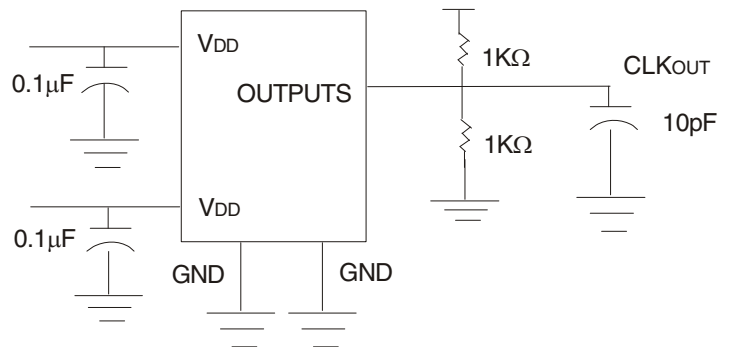 VDD
0.1μF
OUTPUTS
1KΩ
CLKOUT
10pF
1KΩ
VDD
0.1μF
GND
GND